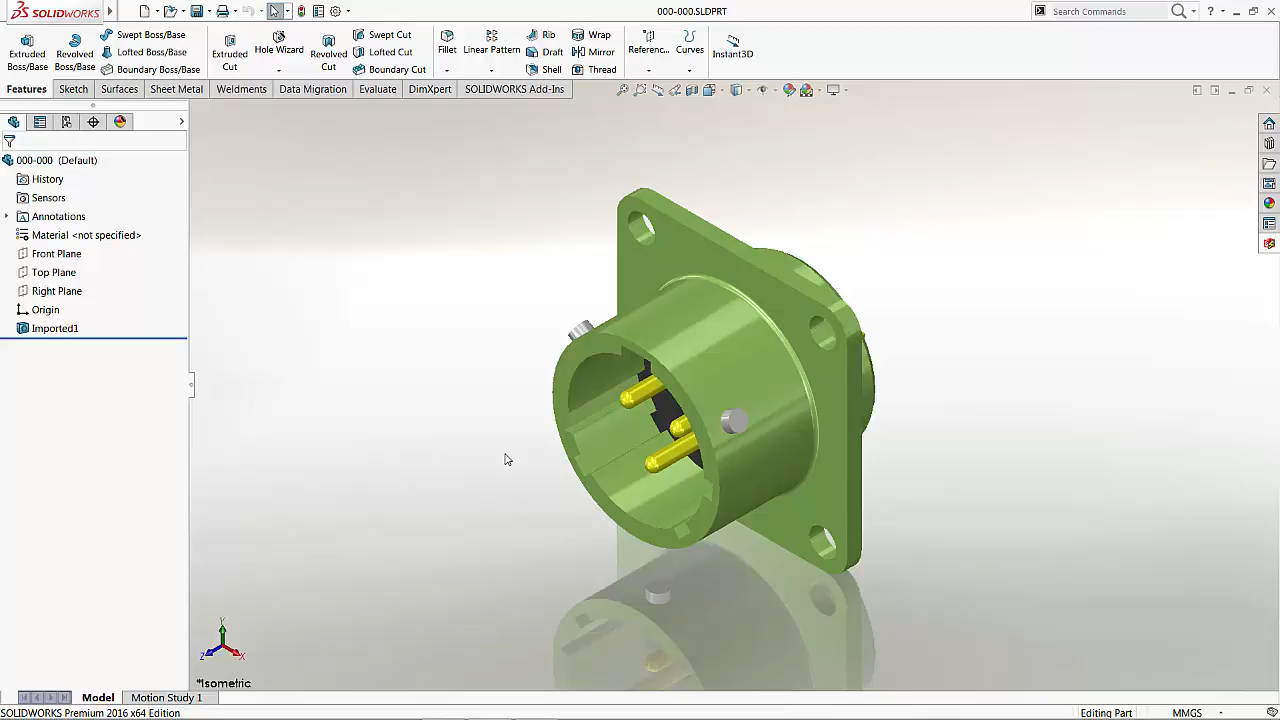 SOLIDWORKS
000-000.SLDPRT
Search Commands
?
Extruded Boss/Base
Revolved Boss/Base
Swept Boss/Base
Lofted Boss/Base
Boundary Boss/Base
Extruded Cut
Hole Wizard
Revolved Cut
Swept Cut
Lofted Cut
Boundary Cut
Fillet
Linear Pattern
Rib
Draft
Shell
Wrap
Mirror
Thread
Referenc...
Curves
Instant3D
Features
Sketch
Surfaces
Sheet Metal
Weldments
Data Migration
Evaluate
DimXpert
SOLIDWORKS Add-Ins
000-000 (Default)
History
Sensors
Annotations
Material <not specified>
Front Plane
Top Plane
Right Plane
Origin
Imported1
Y
Z
X
*Isometric
Model
Motion Study 1
SOLIDWORKS Premium 2016 x64 Edition
Editing Part
MMGS